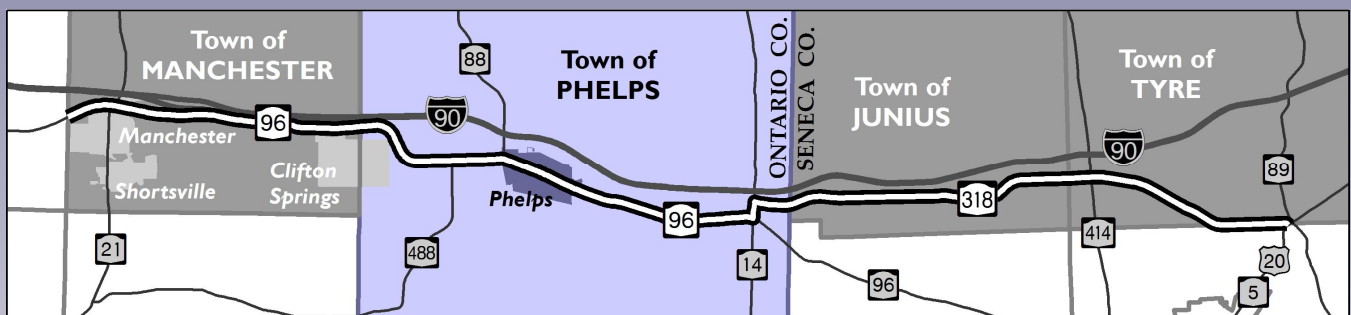 Town of
MANCHESTER
88
Town of
PHELPS
ONTARIO CO.
SENECA CO.
Town of
JUNIUS
Town of
TYRE
96
90
90
Manchester
Shortsville
Clifton
Springs
Phelps
96
318
89
21
488
14
96
414
20
5